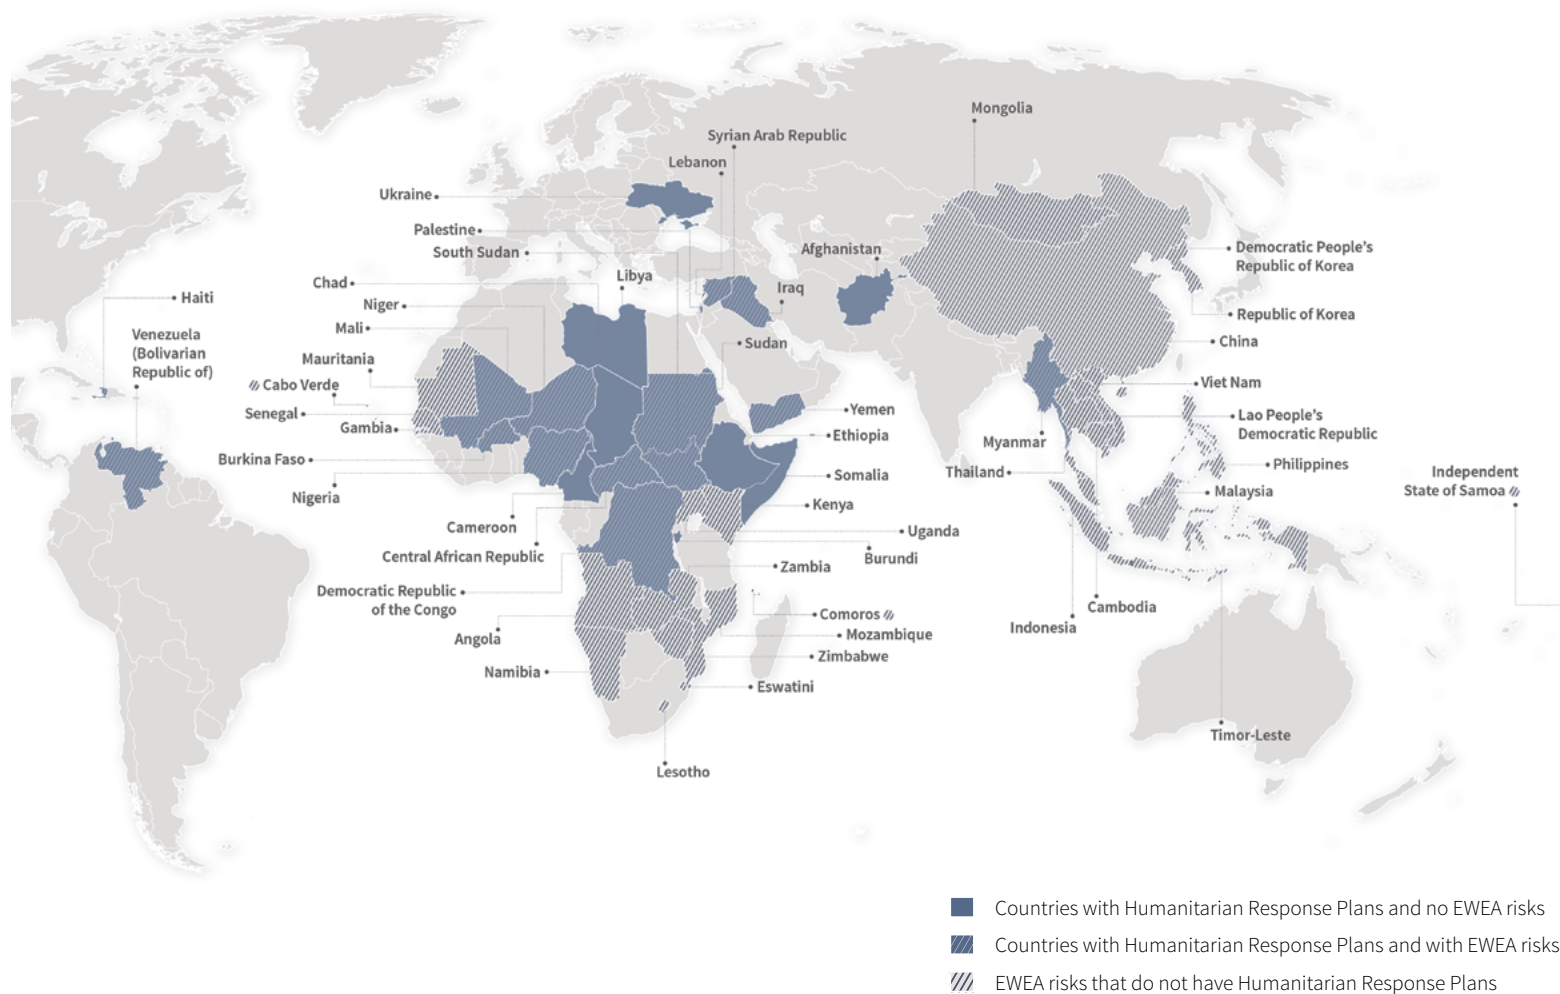 Mongolia
Syrian Arab Republic
Lebanon
Ukraine
Palestine
South Sudan
Afghanistan
Democratic People's
Republic of Korea
Libya
Chad
Iraq
Haiti
Niger
Republic of Korea
Mali
Venezuela
(Bolivarian
Republic of)
Sudan
China
Mauritania
Cabo Verde
Viet Nam
Senegal
Yemen
Lao People's
Democratic Republic
Gambia
Ethiopia
Myanmar
Burkina Faso
Philippines
Thailand
Somalia
Independent
State of Samoa
Nigeria
Malaysia
Kenya
Cameroon
Uganda
Central African Republic
Burundi
Zambia
Democratic Republic
of the Congo
Cambodia
Comoros
Indonesia
Angola
Mozambique
Zimbabwe
Namibia
Eswatini
Timor-Leste
Lesotho
Countries with Humanitarian Response Plans and no EWEA risks
Countries with Humanitarian Response Plans and with EWEA risks
EWEA risks that do not have Humanitarian Response Plans